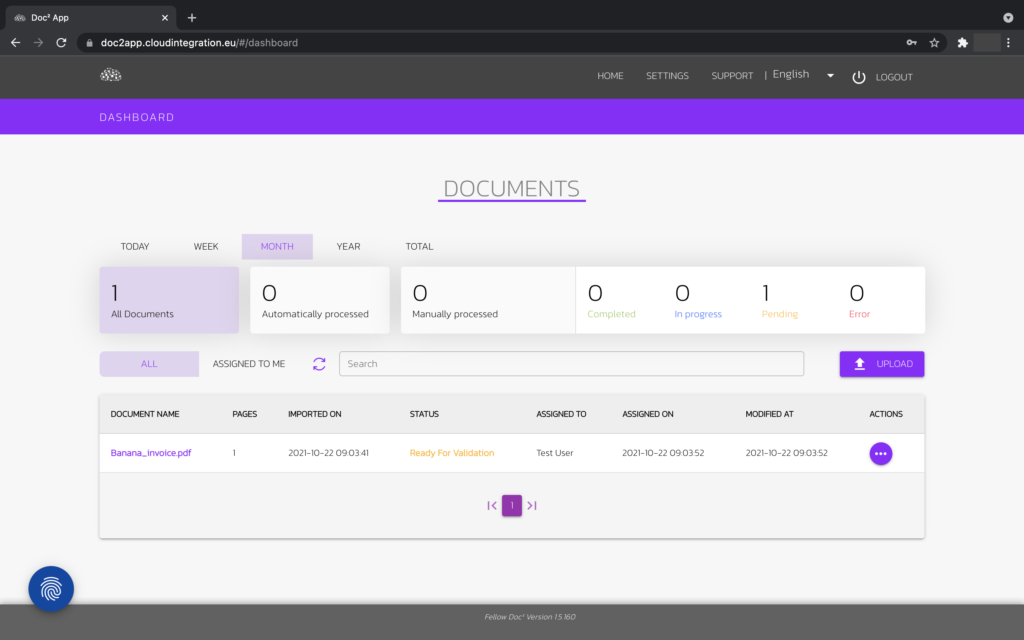 Doc² App
doc2app.cloudintegration.eu/#/dashboard
HOME SETTINGS SUPPORT | English LOGOUT
DASHBOARD
DOCUMENTS
TODAY WEEK MONTH YEAR TOTAL
1 0 0 0 0 1 0
All Documents Automatically processed Manually processed Completed In progress Pending Error
ALL ASSIGNED TO ME Search UPLOAD
DOCUMENT NAME PAGES IMPORTED ON STATUS ASSIGNED TO ASSIGNED ON MODIFIED AT ACTIONS
Banana_invoice.pdf 1 2021-10-22 09:03:41 Ready For Validation Test User 2021-10-22 09:03:52 2021-10-22 09:03:52
1
Fellow Doc² Version 1.5.160